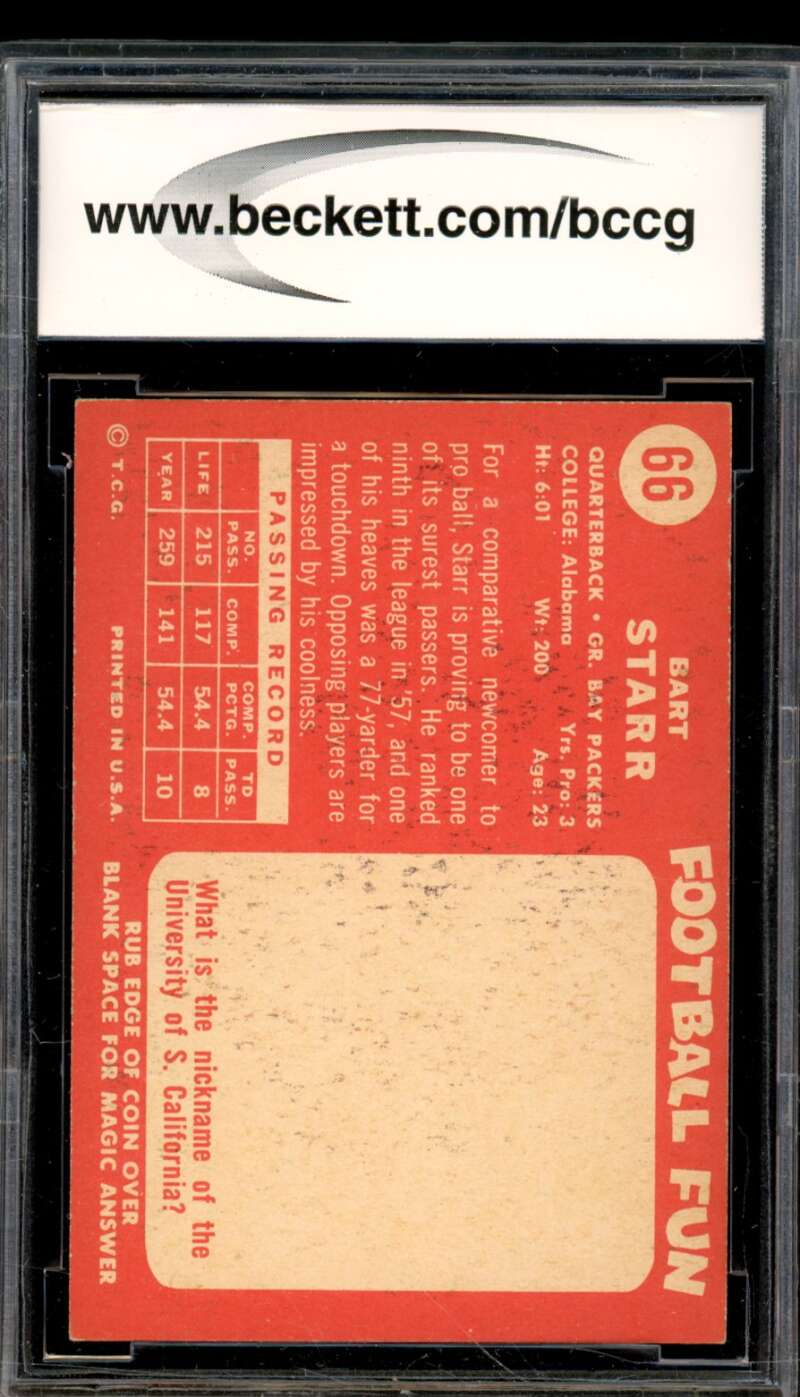 www.beckett.com/bccg
66
BART
STARR
QUARTERBACK • GR. BAY PACKERS
COLLEGE: Alabama Yrs. Pro: 3
Ht: 6:01 Wt: 200 Age: 23
For a comparative newcomer to
pro ball, Starr is proving to be one
of its surest passers. He ranked
ninth in the league in '57, and one
of his heaves was a 77-yarder for
a touchdown. Opposing players are
impressed by his coolness.
PASSING RECORD
NO. PASS. COMP. COMP. PCTG. TD PASS.
LIFE 215 117 54.4 8
YEAR 259 141 54.4 10
© T.C.G. PRINTED IN U.S.A.
FOOTBALL FUN
What is the nickname of the
University of S. California?
RUB EDGE OF COIN OVER
BLANK SPACE FOR MAGIC ANSWER